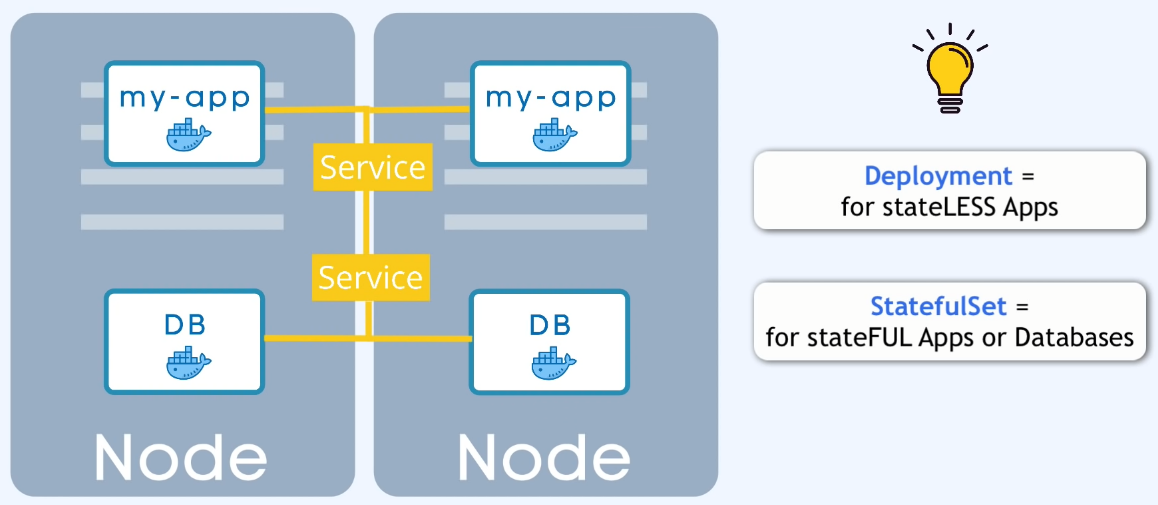 my-app
my-app
Service
Service
DB
DB
Node
Node
Deployment =
for stateLESS Apps
StatefulSet =
for stateFUL Apps or Databases